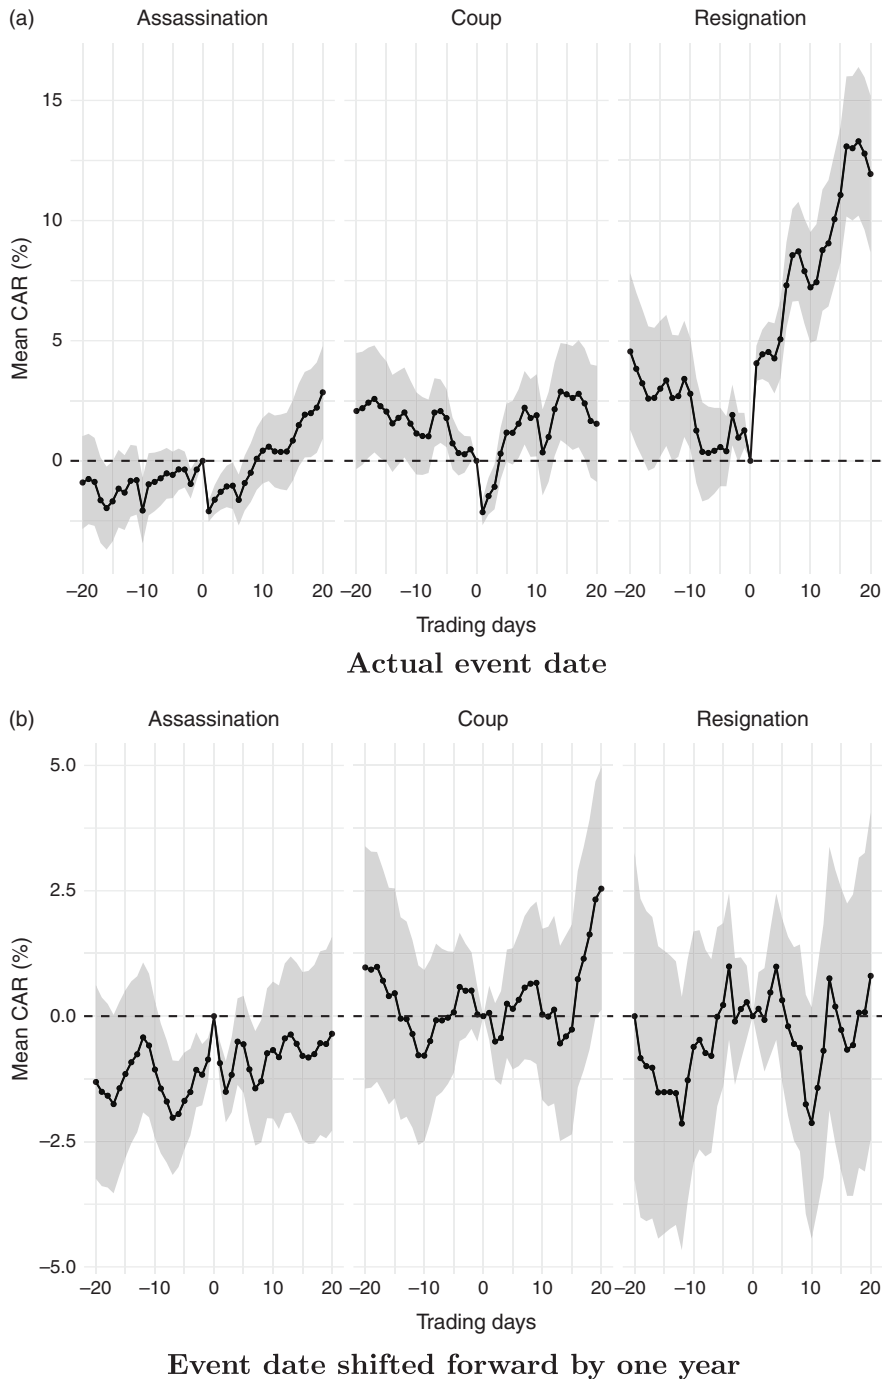 (a) Assassination Coup Resignation
15
10
5
0
Mean CAR (%)
−20 −10 0 10 20 −20 −10 0 10 20 −20 −10 0 10 20
Trading days
Actual event date
(b) Assassination Coup Resignation
5.0
2.5
0.0
−2.5
−5.0
Mean CAR (%)
−20 −10 0 10 20 −20 −10 0 10 20 −20 −10 0 10 20
Trading days
Event date shifted forward by one year